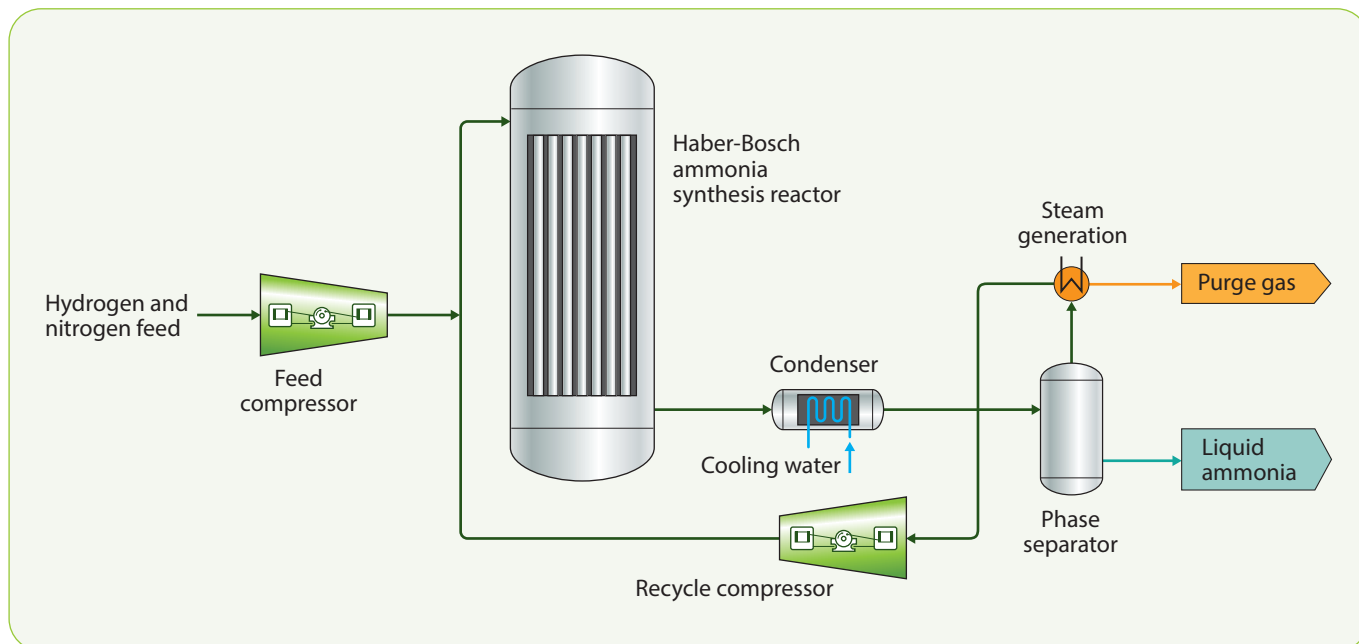 Hydrogen and
nitrogen feed
Feed
compressor
Haber-Bosch
ammonia
synthesis reactor
Condenser
Cooling water
Recycle compressor
Steam
generation
Purge gas
Phase
separator
Liquid
ammonia